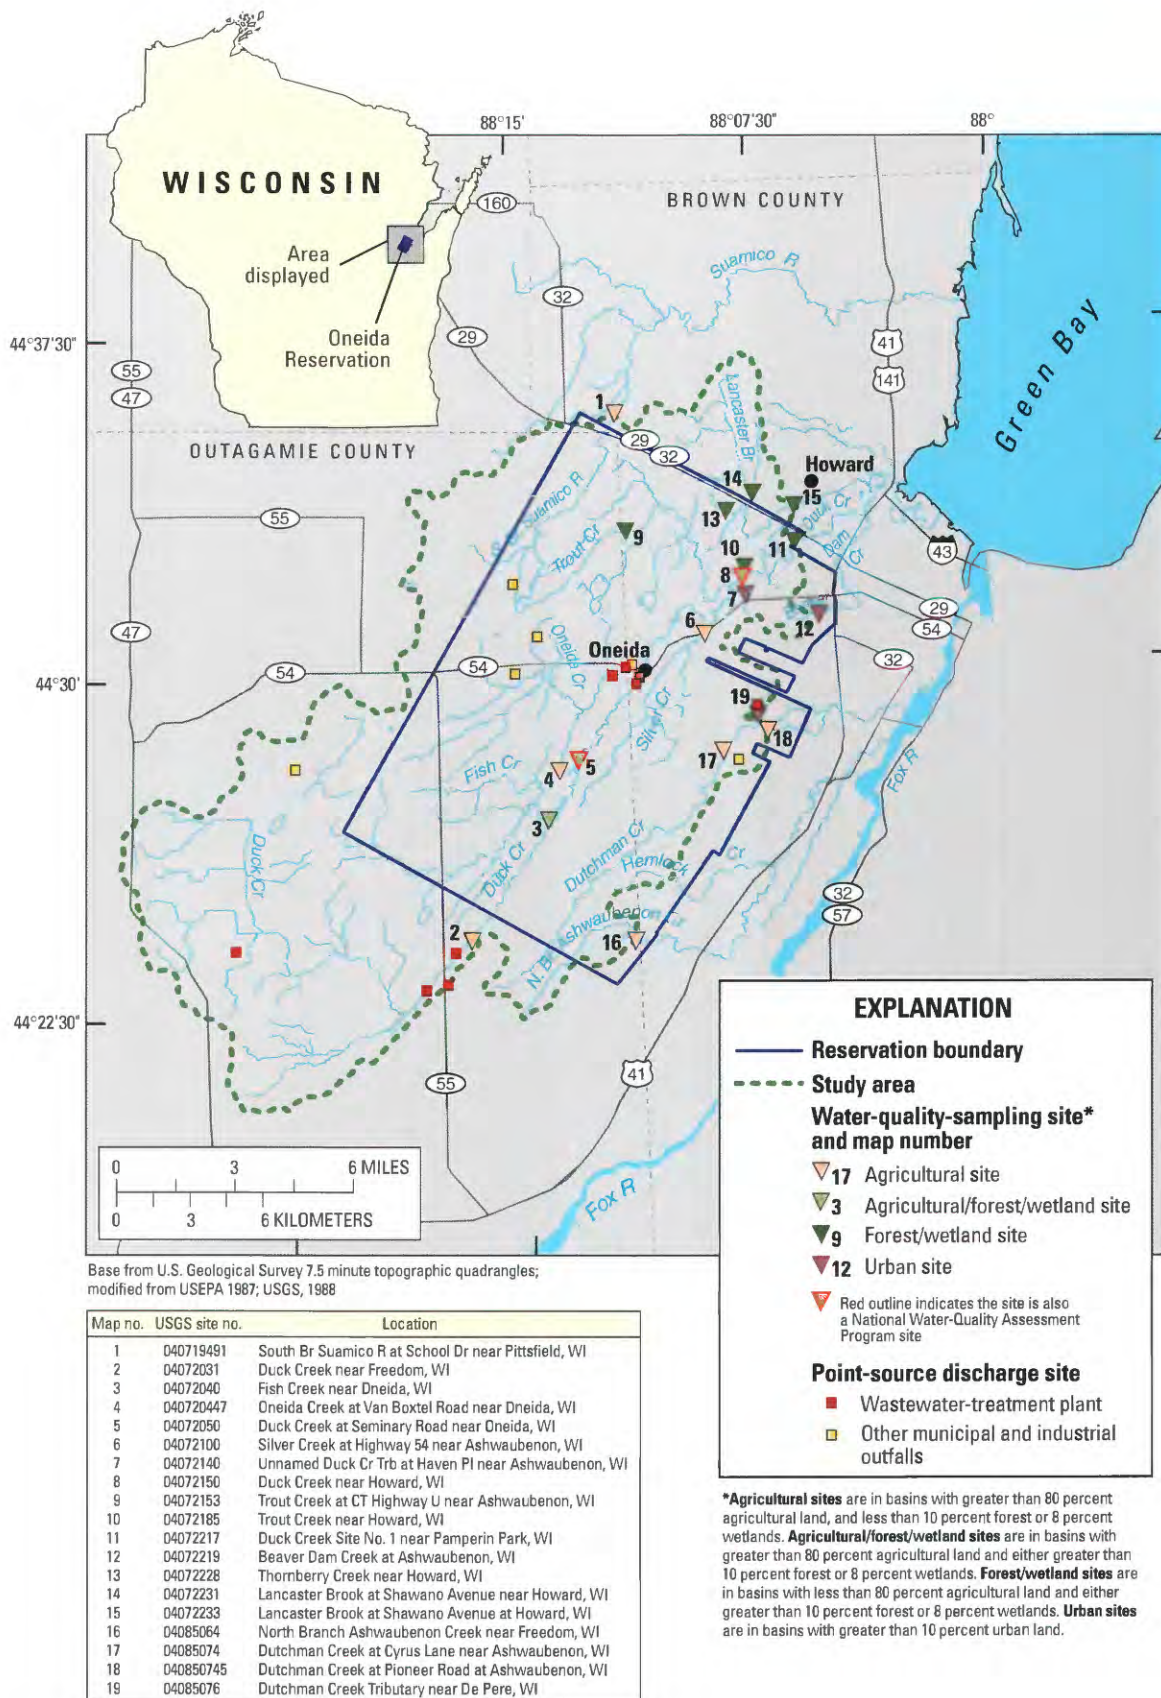 88°15'
88°07'30"
88°
WISCONSIN
BROWN COUNTY
160
Area
displayed
Suamico R
32
Oneida
Reservation
29
44°37'30"
41
141
55
47
Green Bay
Lancaster Br
1
OUTAGAMIE COUNTY
29
32
Howard
14
15
55
S. Br. Suamico R
13
Duck Cr
Trout Cr
9
11
Dam
Cr
43
10
8
7
29
47
6
12
54
Oneida Cr
Oneida
54
54
32
44°30'
19
Silver Cr
18
17
5
Fish Cr
4
Fox R
3
Duck Cr
Dutchman Cr
Hemlock Cr
Duck Cr
32
57
N. Br. Ashwaubenon Cr
2
16
44°22'30"
41
55
EXPLANATION
Reservation boundary
Study area
Water-quality-sampling site*
and map number
17 Agricultural site
3 Agricultural/forest/wetland site
9 Forest/wetland site
12 Urban site
Red outline indicates the site is also
a National Water-Quality Assessment
Program site
Point-source discharge site
Wastewater-treatment plant
Other municipal and industrial
outfalls
0 3 6 MILES
0 3 6 KILOMETERS
Fox R
Base from U.S. Geological Survey 7.5 minute topographic quadrangles;
modified from USEPA 1987; USGS, 1988
Map no. USGS site no. Location
1 040719491 South Br Suamico R at School Dr near Pittsfield, WI
2 04072031 Duck Creek near Freedom, WI
3 04072040 Fish Creek near Oneida, WI
4 040720447 Oneida Creek at Van Boxtel Road near Oneida, WI
5 04072050 Duck Creek at Seminary Road near Oneida, WI
6 04072100 Silver Creek at Highway 54 near Ashwaubenon, WI
7 04072140 Unnamed Duck Cr Trb at Haven Pl near Ashwaubenon, WI
8 04072150 Duck Creek near Howard, WI
9 04072153 Trout Creek at CT Highway U near Ashwaubenon, WI
10 04072185 Trout Creek near Howard, WI
11 04072217 Duck Creek Site No. 1 near Pamperin Park, WI
12 04072219 Beaver Dam Creek at Ashwaubenon, WI
13 04072228 Thornberry Creek near Howard, WI
14 04072231 Lancaster Brook at Shawano Avenue near Howard, WI
15 04072233 Lancaster Brook at Shawano Avenue at Howard, WI
16 04085064 North Branch Ashwaubenon Creek near Freedom, WI
17 04085074 Dutchman Creek at Cyrus Lane near Ashwaubenon, WI
18 040850745 Dutchman Creek at Pioneer Road at Ashwaubenon, WI
19 04085076 Dutchman Creek Tributary near De Pere, WI
*Agricultural sites are in basins with greater than 80 percent
agricultural land, and less than 10 percent forest or 8 percent
wetlands. Agricultural/forest/wetland sites are in basins with
greater than 80 percent agricultural land and either greater than
10 percent forest or 8 percent wetlands. Forest/wetland sites are
in basins with less than 80 percent agricultural land and either
greater than 10 percent forest or 8 percent wetlands. Urban sites
are in basins with greater than 10 percent urban land.